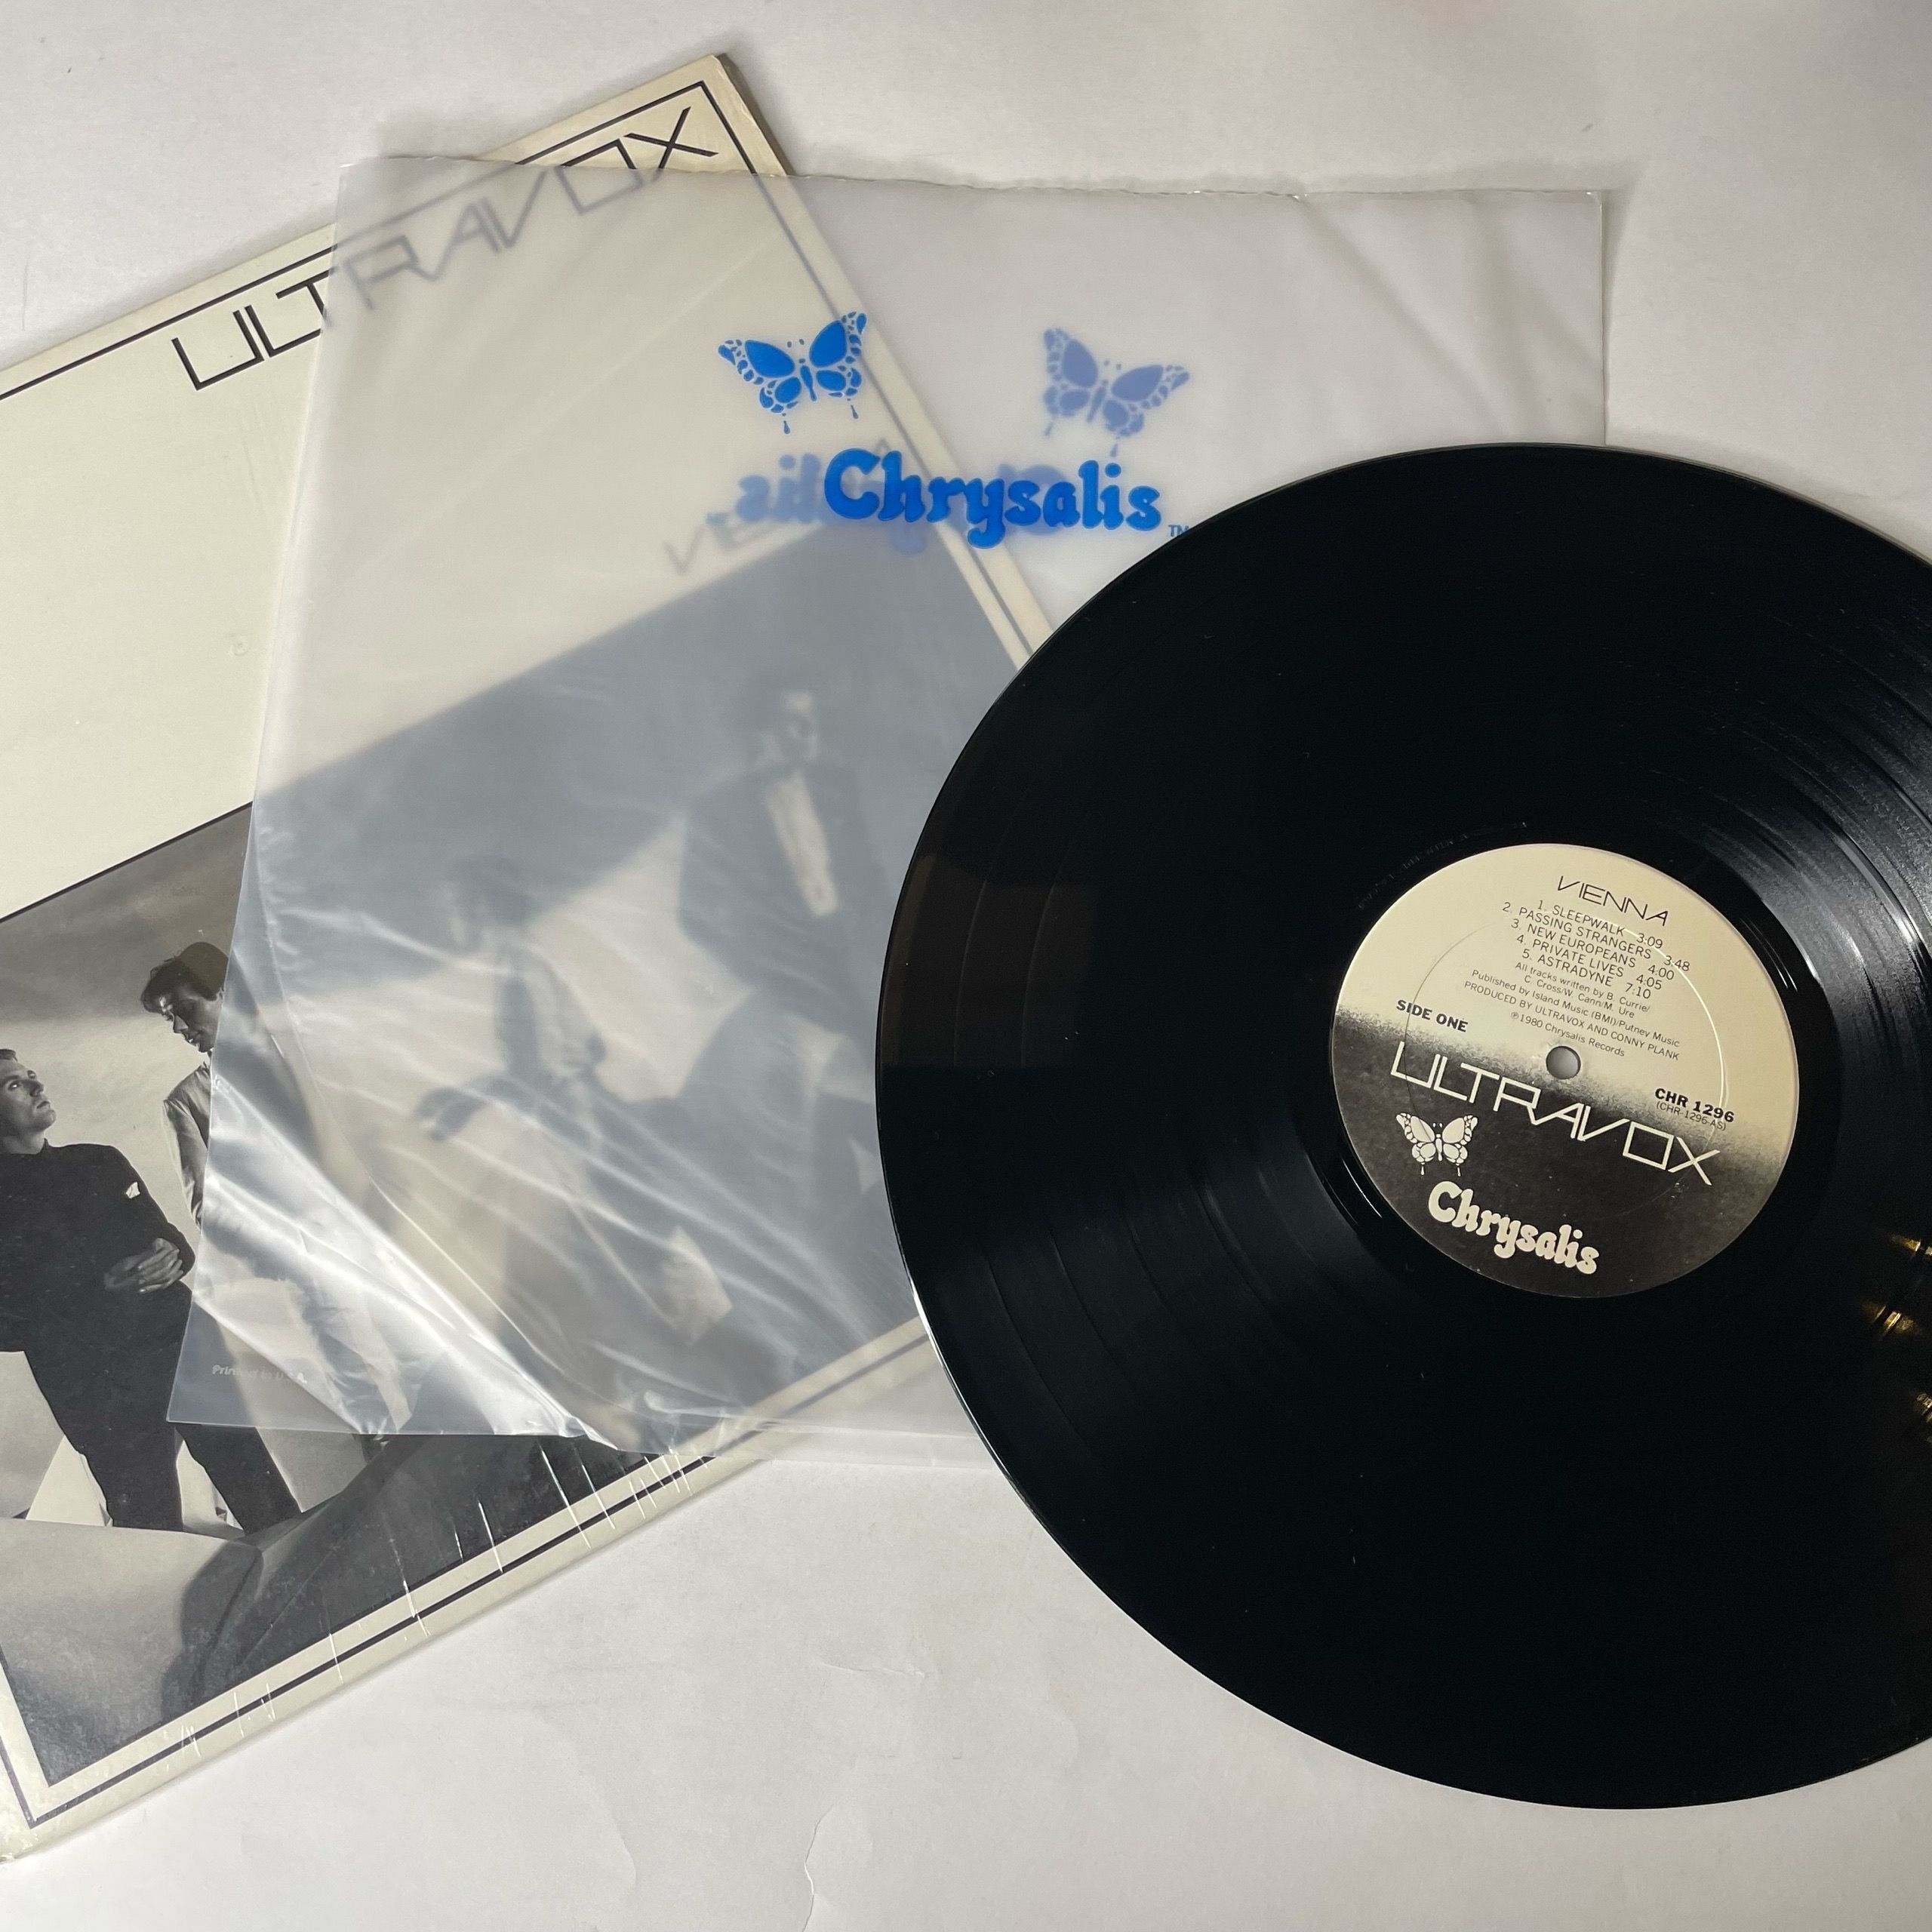 ULTRAVOX
Chrysalis™
VIENNA
1. SLEEPWALK 3:09
2. PASSING STRANGERS 3:48
3. NEW EUROPEANS 4:00
4. PRIVATE LIVES 4:05
5. ASTRADYNE 7:10
All tracks written by B. Currie/
C. Cross/W. Cann/M. Ure
Published by Island Music (BMI)/Putney Music
PRODUCED BY ULTRAVOX AND CONNY PLANK
℗1980 Chrysalis Records
SIDE ONE
CHR 1296
(CHR-1296-AS)
ULTRAVOX
Chrysalis
Printed in U.S.A.